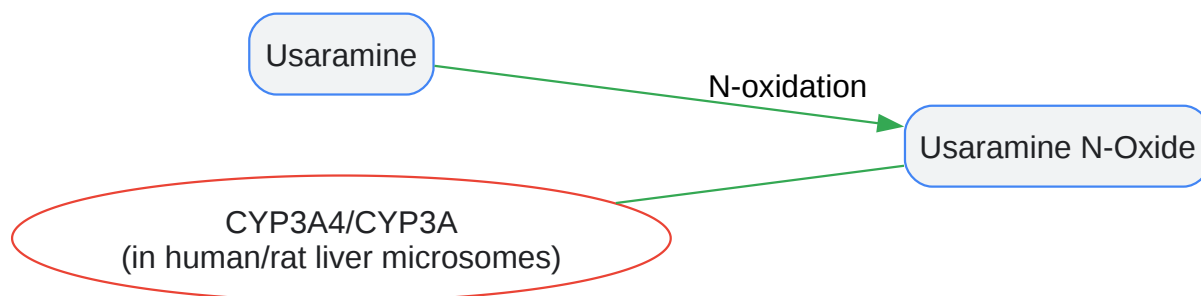 Usaramine
N-oxidation
Usaramine N-Oxide
CYP3A4/CYP3A
(in human/rat liver microsomes)